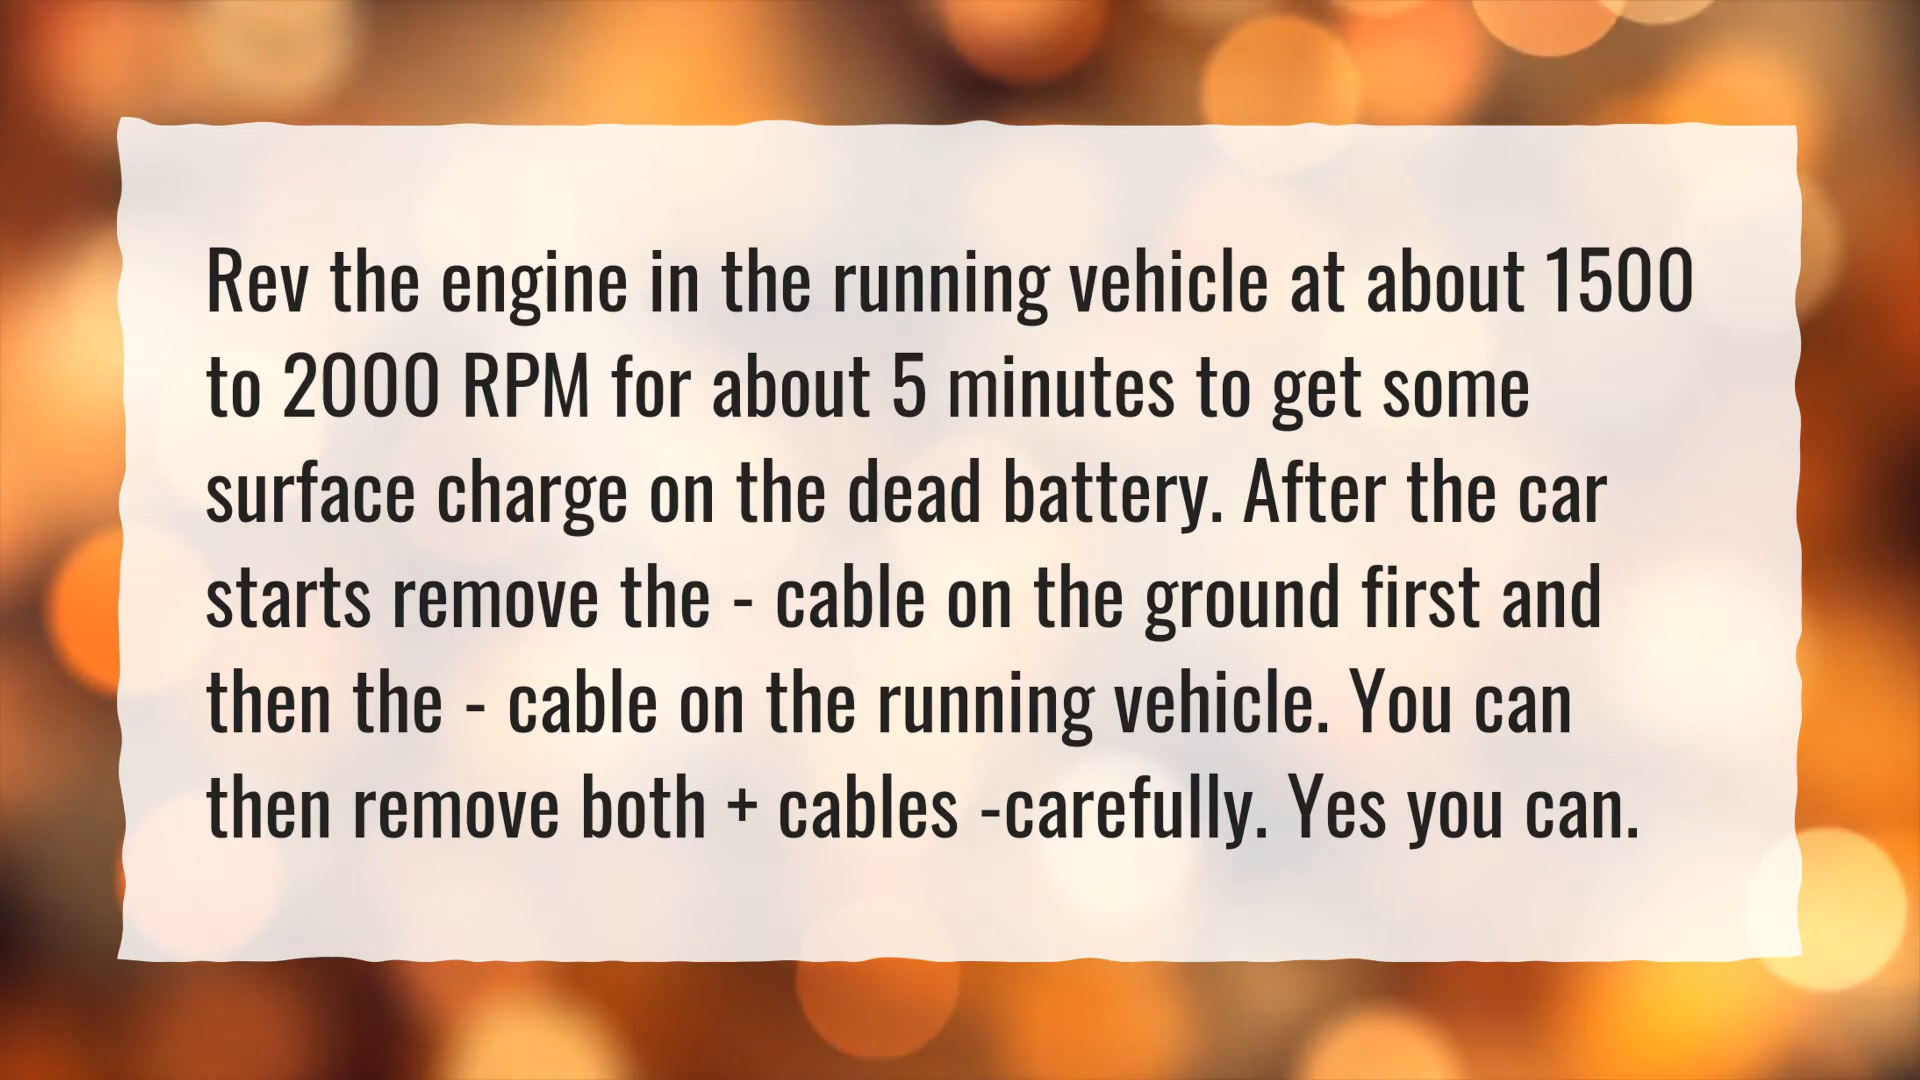 Rev the engine in the running vehicle at about 1500
to 2000 RPM for about 5 minutes to get some
surface charge on the dead battery. After the car
starts remove the - cable on the ground first and
then the - cable on the running vehicle. You can
then remove both + cables -carefully. Yes you can.